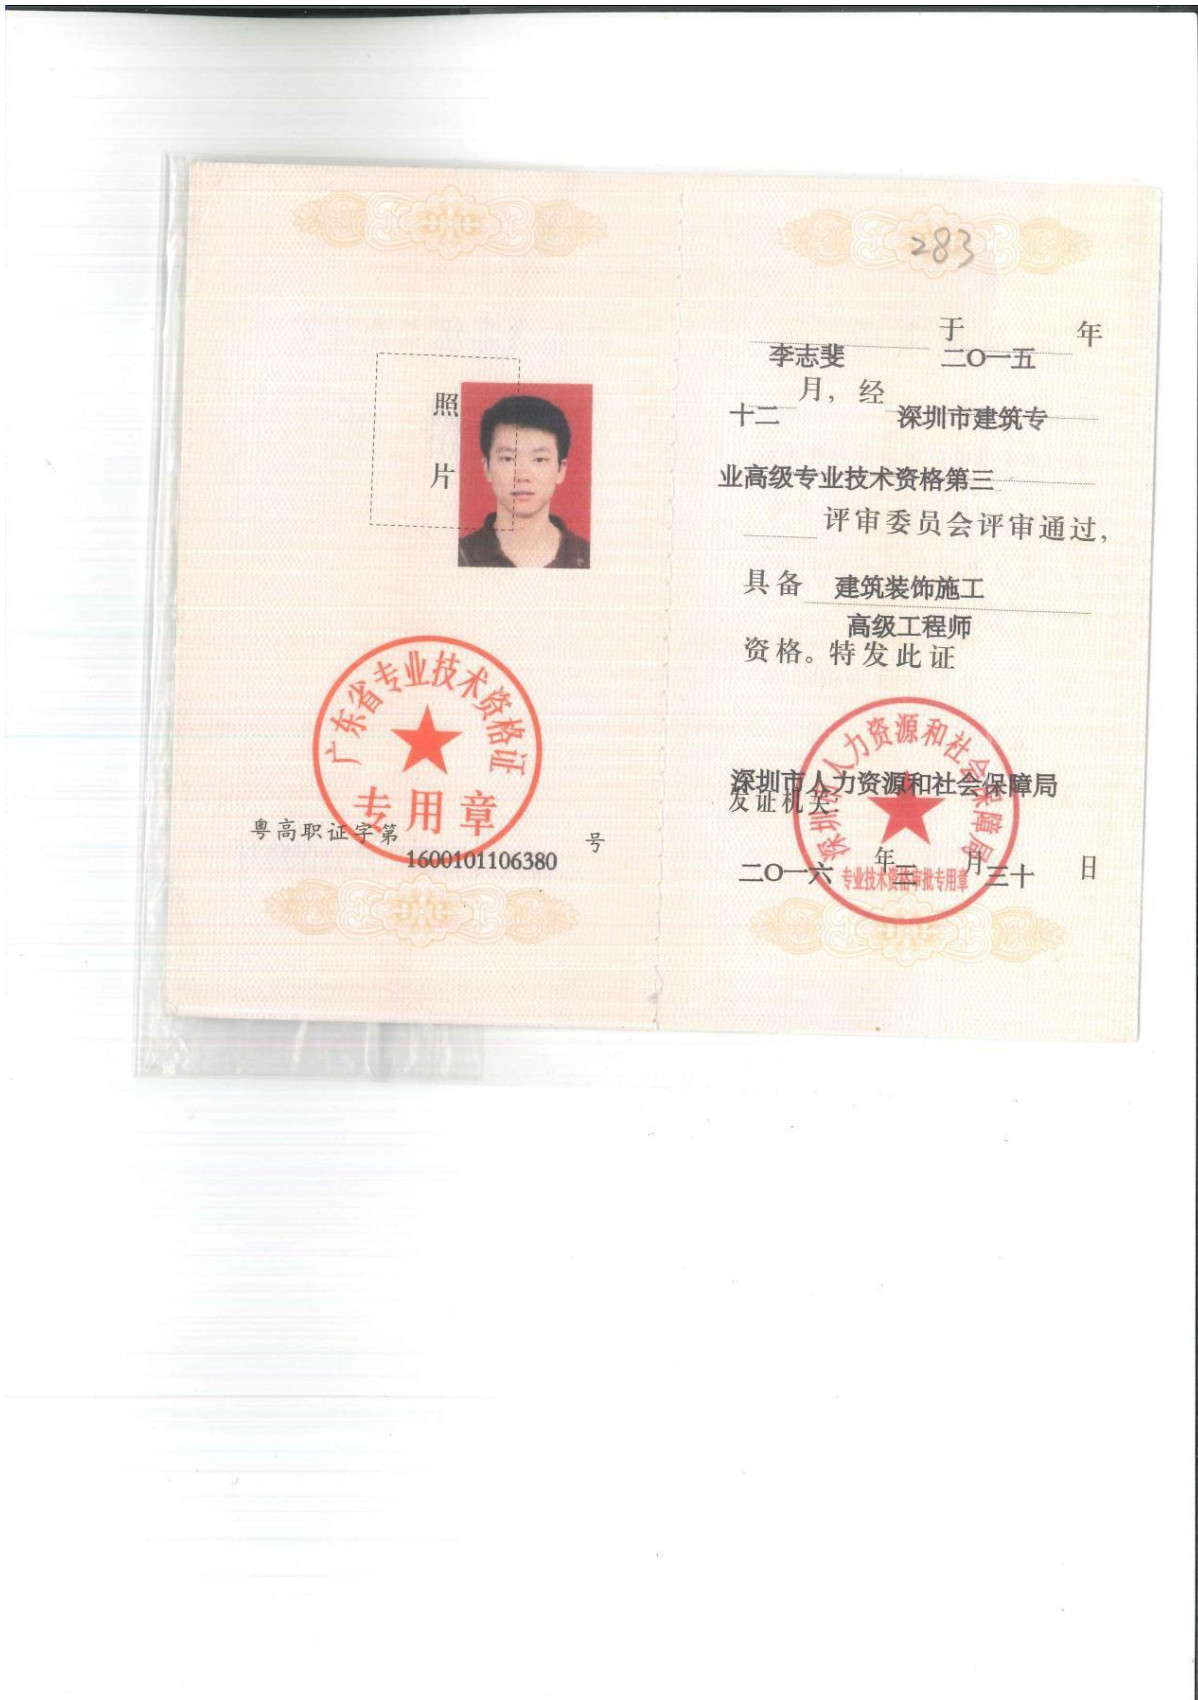 照
片
广东省专业技术资格证
专用章
粤高职证字第 1600101106380 号
283
李志斐 于 二〇一五 年
十二 月，经 深圳市建筑专
业高级专业技术资格第三
评审委员会评审通过，
具备 建筑装饰施工
高级工程师
资格。特发此证
深圳市人力资源和社会保障局
深圳市人力资源和社会保障局
发证机关：
二〇一六 年 三 月 三十 日
专业技术资格审批专用章